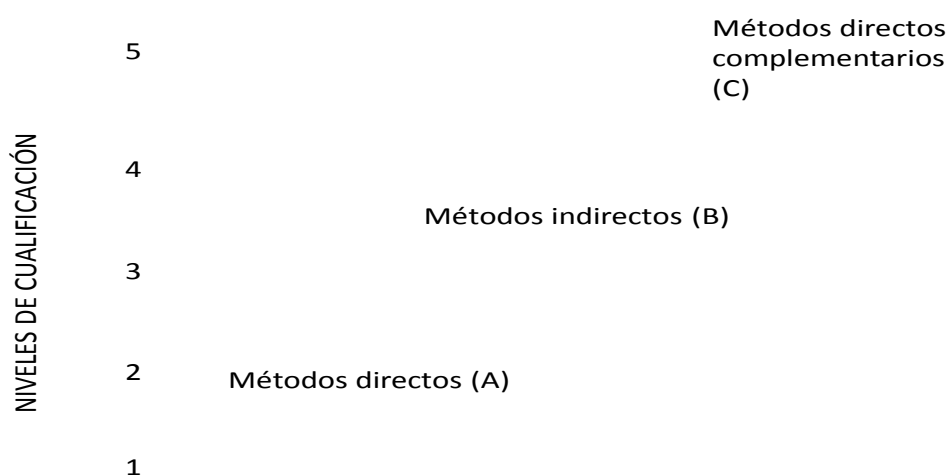 Métodos directos
complementarios
(C)
5
4
Métodos indirectos (B)
3
2
Métodos directos (A)
1
NIVELES DE CUALIFICACIÓN